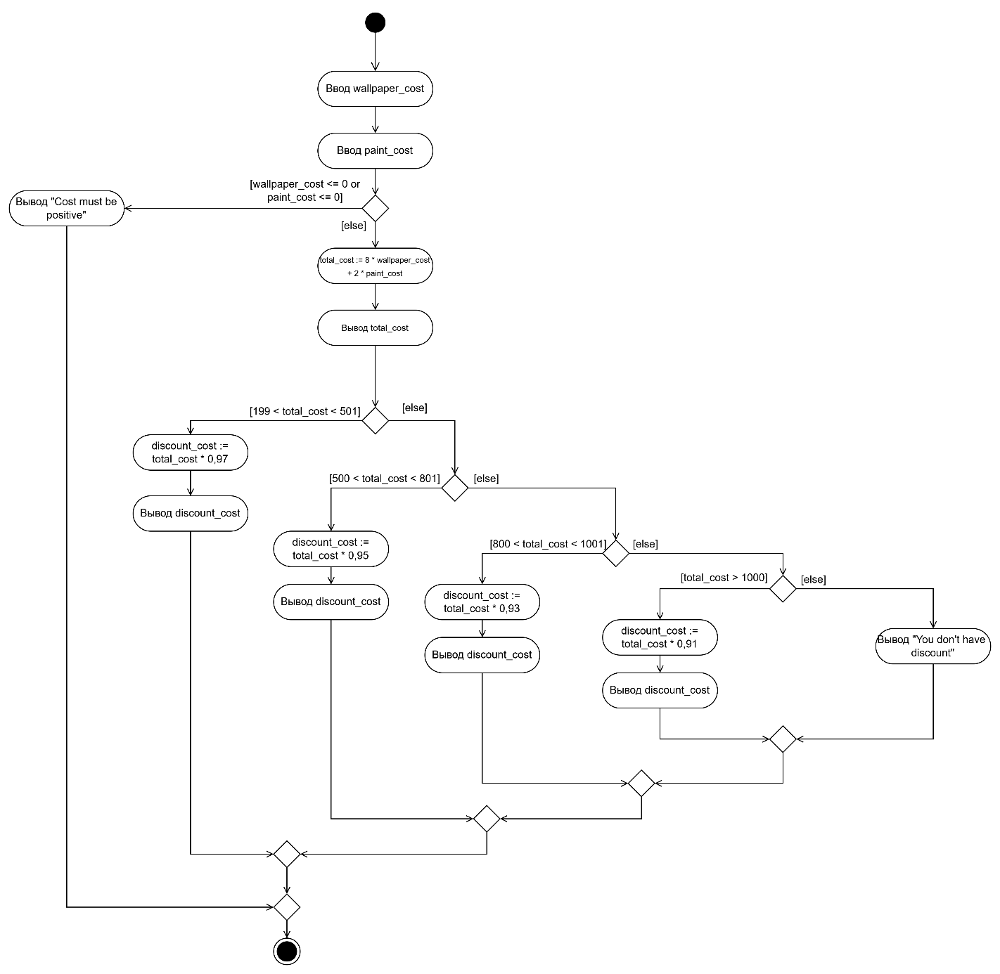 Ввод wallpaper_cost
Ввод paint_cost
[wallpaper_cost <= 0 or
paint_cost <= 0]
Вывод "Cost must be
positive"
[else]
total_cost := 8 * wallpaper_cost
+ 2 * paint_cost
Вывод total_cost
[199 < total_cost < 501]
[else]
discount_cost :=
total_cost * 0,97
Вывод discount_cost
[500 < total_cost < 801]
[else]
discount_cost :=
total_cost * 0,95
Вывод discount_cost
[800 < total_cost < 1001]
[else]
discount_cost :=
total_cost * 0,93
Вывод discount_cost
[total_cost > 1000]
[else]
discount_cost :=
total_cost * 0,91
Вывод discount_cost
Вывод "You don't have
discount"